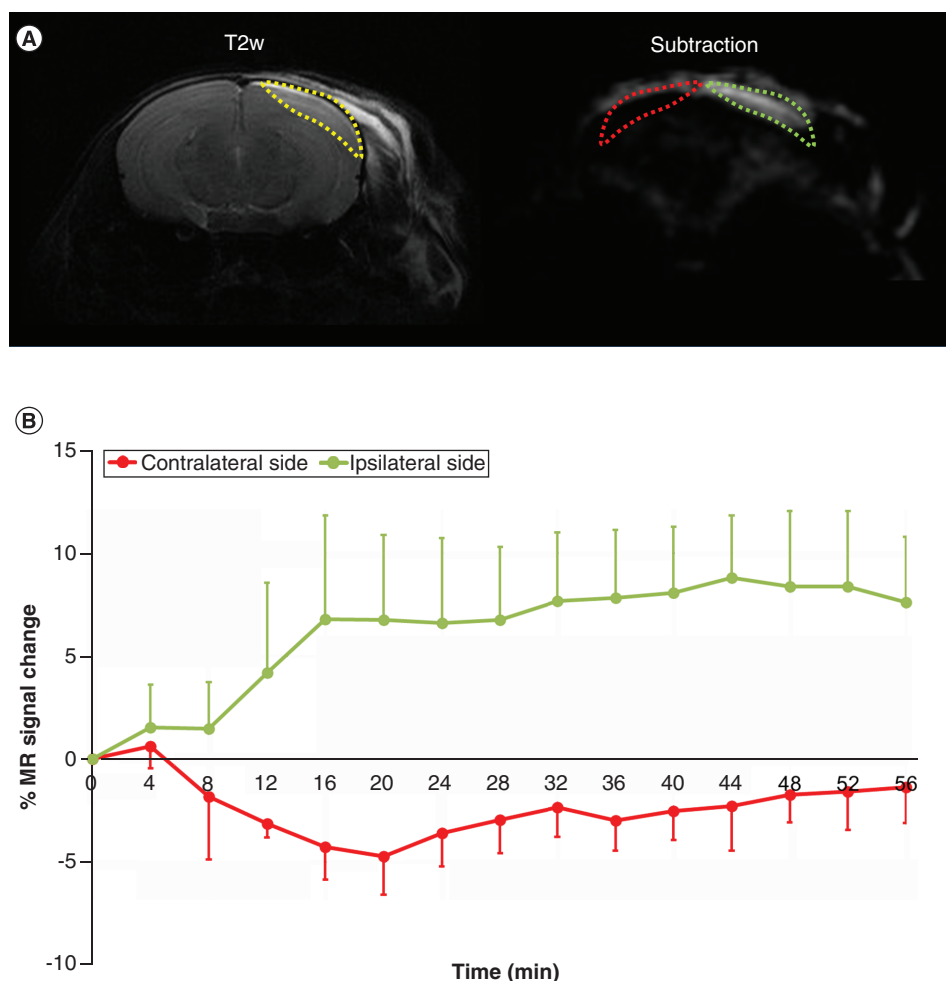 A
T2w
Subtraction
B
15
Contralateral side Ipsilateral side
10
5
0
-5
-10
% MR signal change
0 4 8 12 16 20 24 28 32 36 40 44 48 52 56
Time (min)